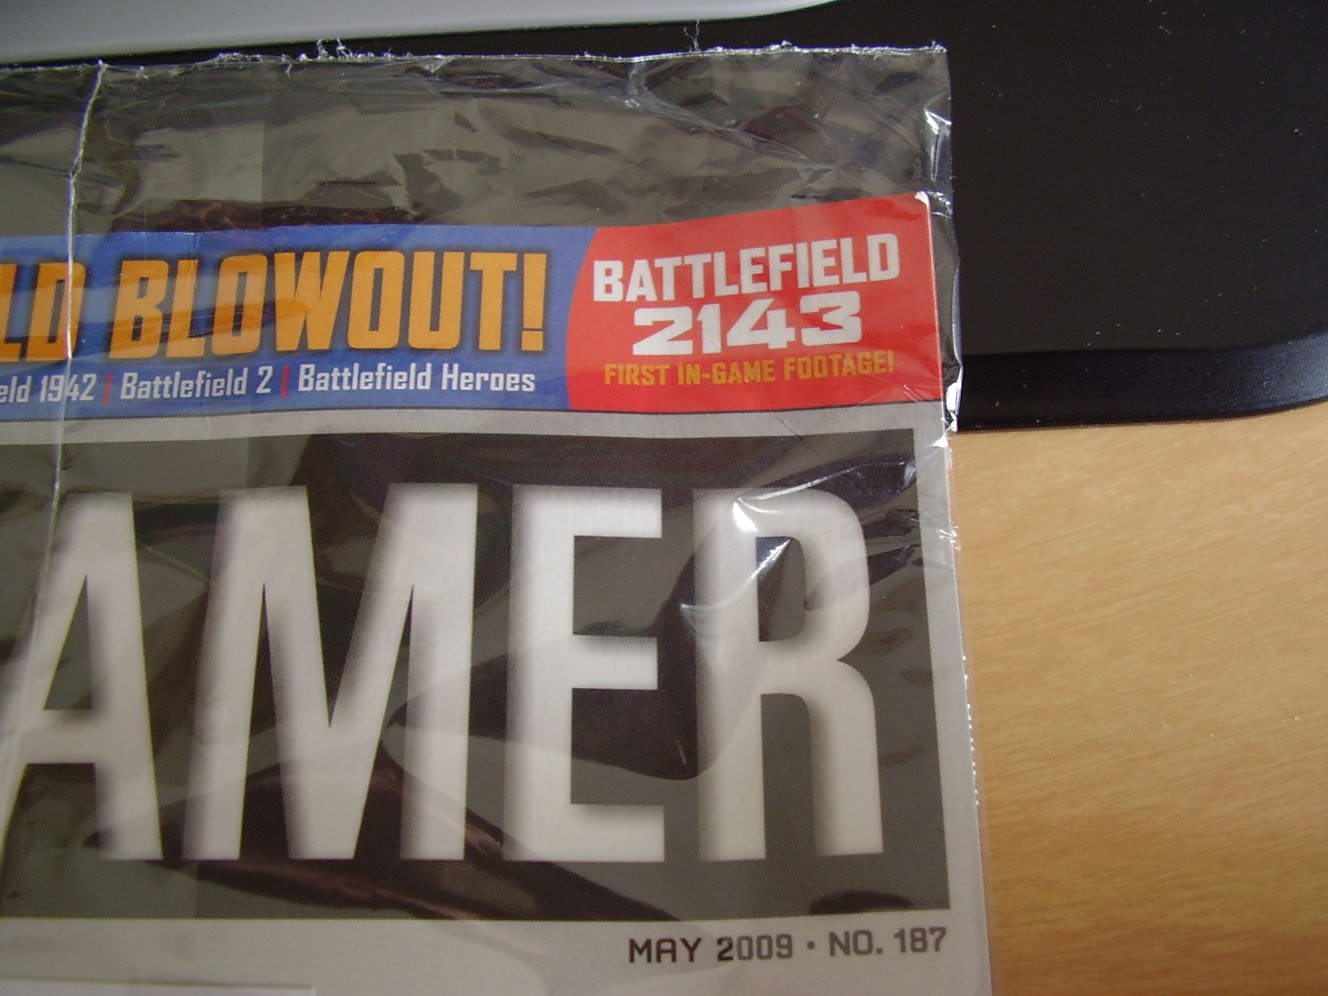 LD BLOWOUT!
eld 1942 | Battlefield 2 | Battlefield Heroes
BATTLEFIELD
2143
FIRST IN-GAME FOOTAGE!
AMER
MAY 2009 • NO. 187